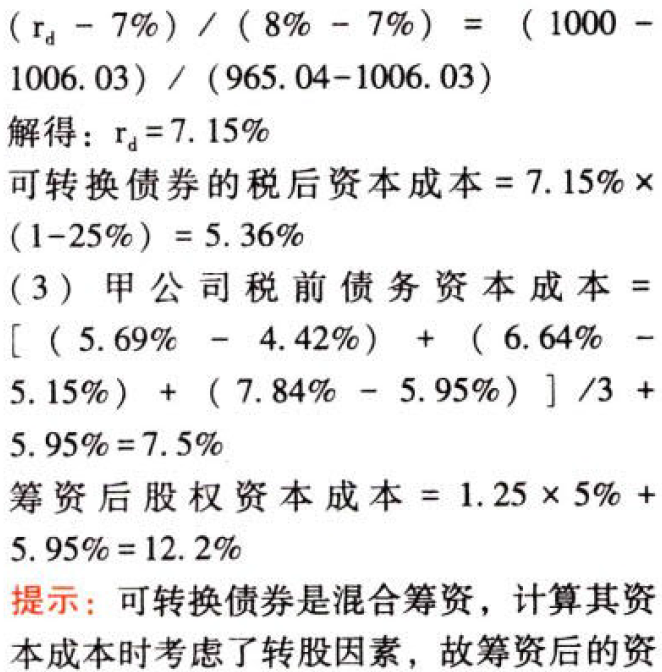 ( r_d - 7% ) / ( 8% - 7% ) = ( 1000 -
1006.03) / (965.04-1006.03)
解得：r_d=7.15%
可转换债券的税后资本成本=7.15%×
(1-25%) =5.36%
(3) 甲公司税前债务资本成本=
[ ( 5.69% - 4.42%) + ( 6.64% -
5.15%) + ( 7.84% - 5.95%) ] /3 +
5.95%=7.5%
筹资后股权资本成本 = 1.25 × 5% +
5.95%=12.2%
提示：可转换债券是混合筹资，计算其资
本成本时考虑了转股因素，故筹资后的资